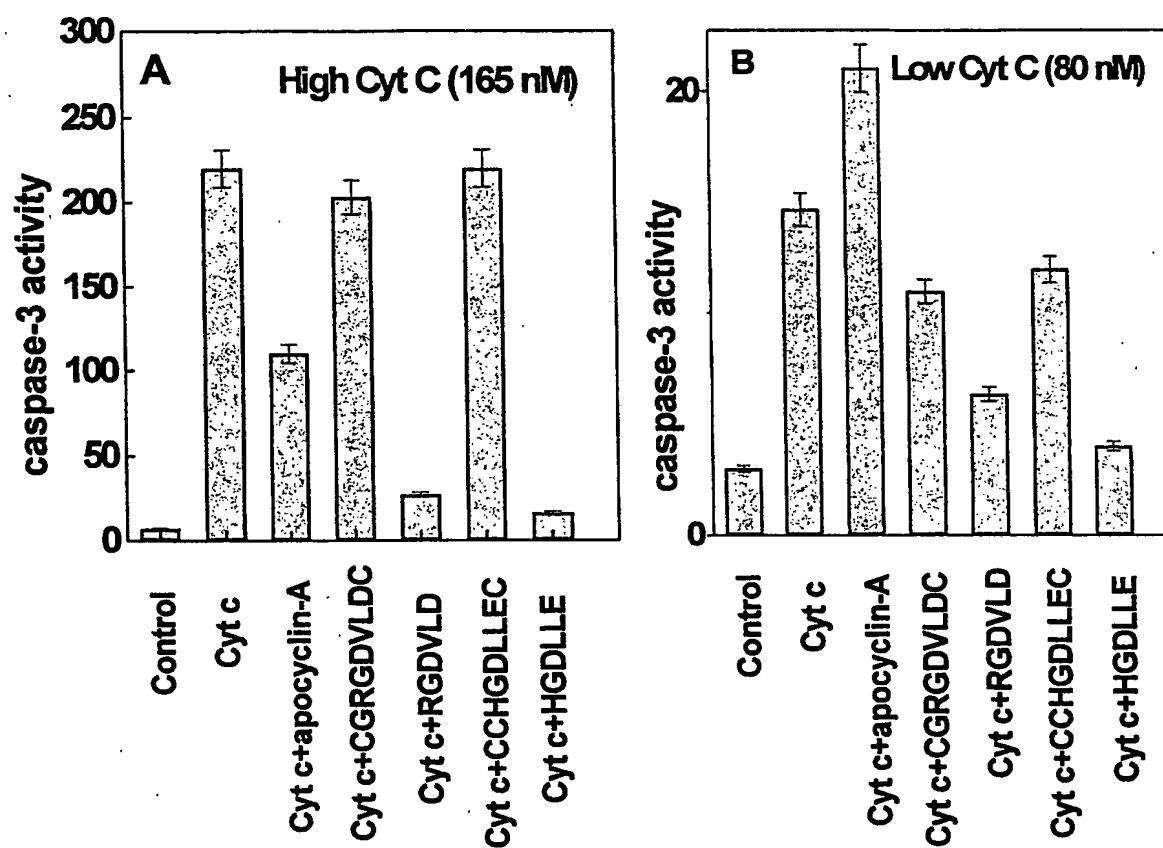 A
High Cyt C (165 nM)
caspase-3 activity
300
250
200
150
100
50
0
Control
Cyt c
Cyt c+apocyclin-A
Cyt c+CGRGDVLDC
Cyt c+RGDVLD
Cyt c+CCHGDLLEC
Cyt c+HGDLLE
B
Low Cyt C (80 nM)
caspase-3 activity
20
0
Control
Cyt c
Cyt c+apocyclin-A
Cyt c+CGRGDVLDC
Cyt c+RGDVLD
Cyt c+CCHGDLLEC
Cyt c+HGDLLE